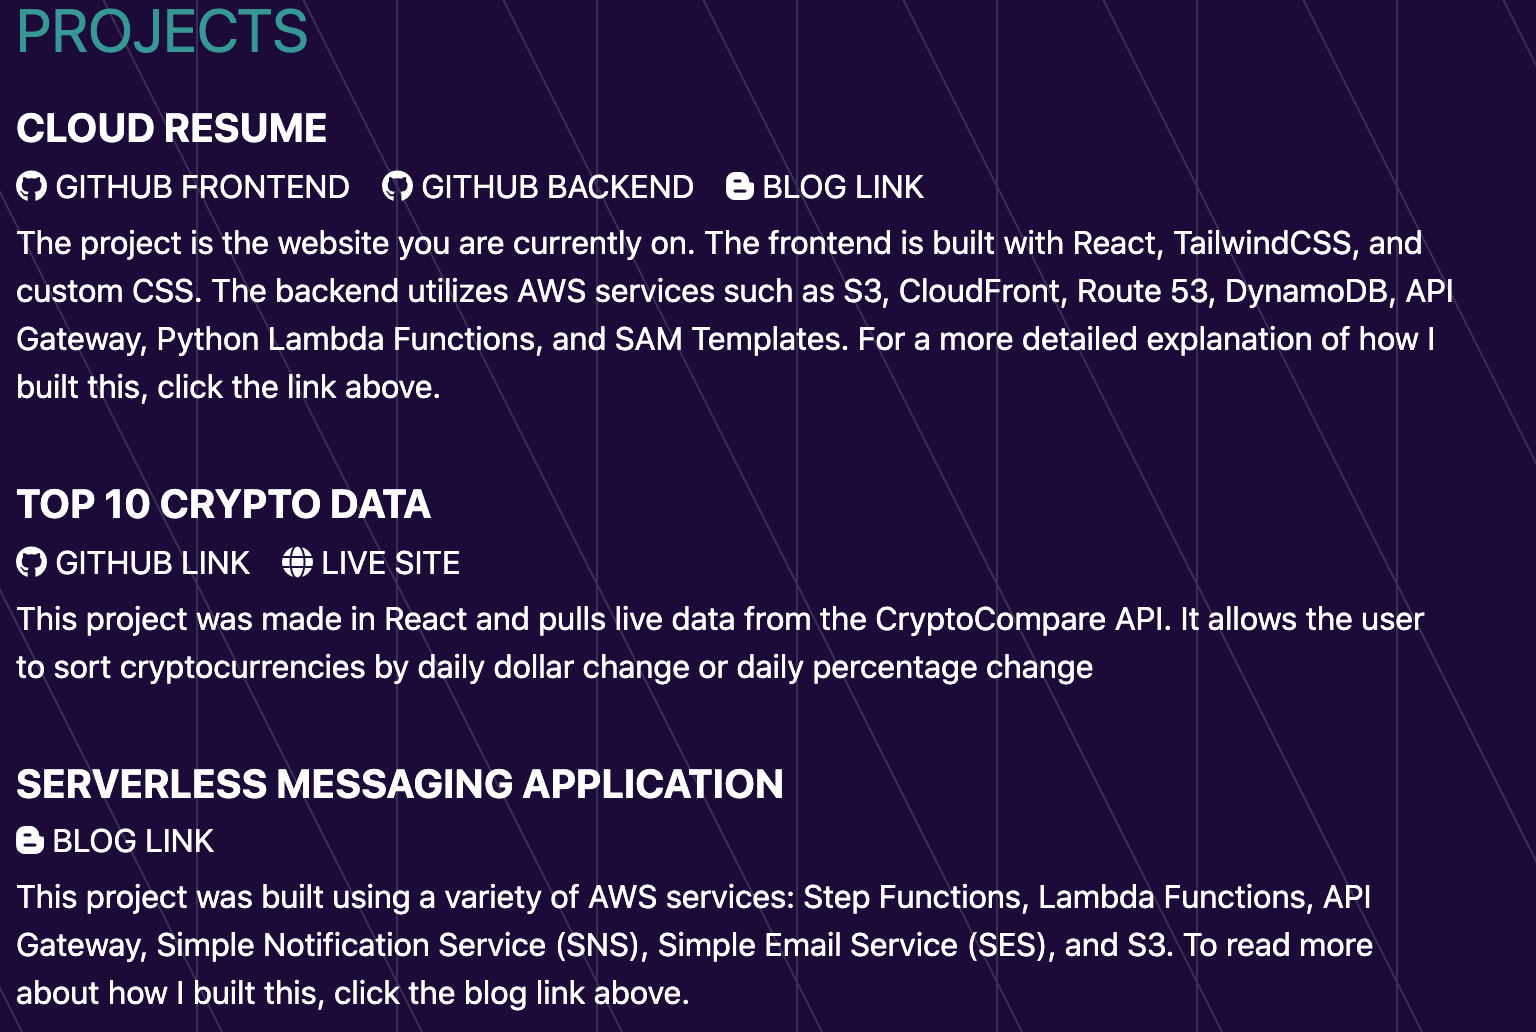 PROJECTS
CLOUD RESUME
GITHUB FRONTEND GITHUB BACKEND BLOG LINK
The project is the website you are currently on. The frontend is built with React, TailwindCSS, and
custom CSS. The backend utilizes AWS services such as S3, CloudFront, Route 53, DynamoDB, API
Gateway, Python Lambda Functions, and SAM Templates. For a more detailed explanation of how I
built this, click the link above.
TOP 10 CRYPTO DATA
GITHUB LINK LIVE SITE
This project was made in React and pulls live data from the CryptoCompare API. It allows the user
to sort cryptocurrencies by daily dollar change or daily percentage change
SERVERLESS MESSAGING APPLICATION
BLOG LINK
This project was built using a variety of AWS services: Step Functions, Lambda Functions, API
Gateway, Simple Notification Service (SNS), Simple Email Service (SES), and S3. To read more
about how I built this, click the blog link above.